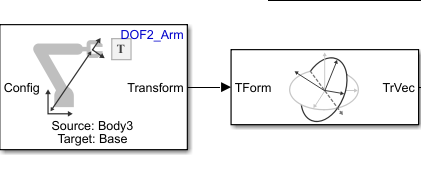 DOF2_Arm
T
Config
Transform
Source: Body3
Target: Base
TForm
TrVec